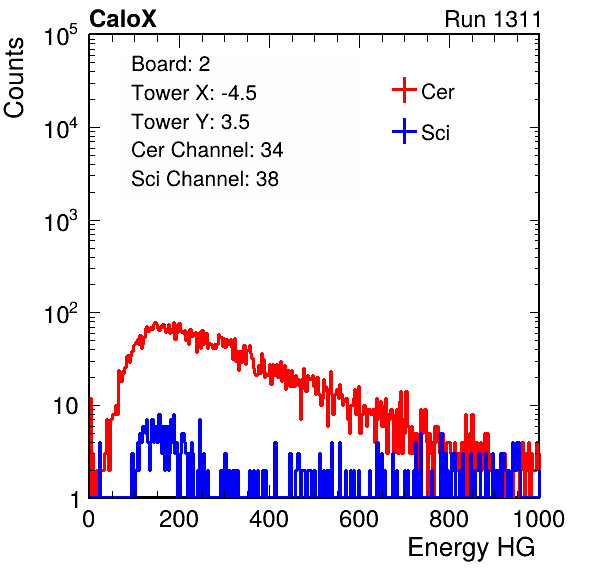 CaloX Run 1311
Counts
10^5
10^4
10^3
10^2
10
1
Board: 2
Tower X: -4.5
Tower Y: 3.5
Cer Channel: 34
Sci Channel: 38
Cer
Sci
0 200 400 600 800 1000
Energy HG